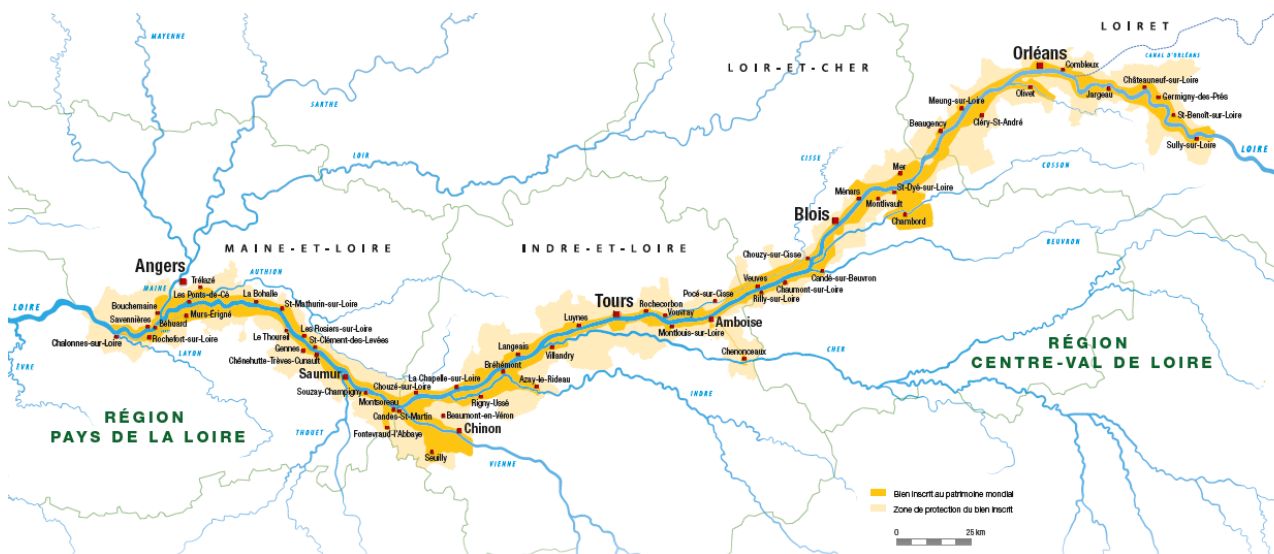 LOIRET
MAYENNE
Orléans
CANAL D'ORLÉANS
Combleux
LOIR-ET-CHER
Châteauneuf-sur-Loire
Olivet
Jargeau
Germigny-des-Prés
SARTHE
Meung-sur-Loire
St-Benoît-sur-Loire
Beaugency
Cléry-St-André
Sully-sur-Loire
LOIRE
LOIR
CISSE
COSSON
Mer
Ménars
St-Dyé-sur-Loire
Montlivault
Blois
Chambord
MAINE-ET-LOIRE
INDRE-ET-LOIRE
BEUVRON
Chouzy-sur-Cisse
Angers
AUTHION
Candé-sur-Beuvron
Trélazé
MAINE
Veuves
Chaumont-sur-Loire
Les Ponts-de-Cé
La Bohalle
Pocé-sur-Cisse
Rilly-sur-Loire
Tours
Rochecorbon
LOIRE
Bouchemaine
St-Mathurin-sur-Loire
Vouvray
Murs-Érigné
Luynes
Amboise
Savennières
Béhuard
Les Rosiers-sur-Loire
Montlouis-sur-Loire
Le Thoureil
Rochefort-sur-Loire
St-Clément-des-Levées
Chalonnes-sur-Loire
Gennes
Langeais
Villandry
RÉGION
CENTRE-VAL DE LOIRE
LAYON
Chênehutte-Trèves-Cunault
Chenonceaux
CHER
ÈVRE
Saumur
Bréhémont
La Chapelle-sur-Loire
Azay-le-Rideau
Chouzé-sur-Loire
Souzay-Champigny
INDRE
Montsoreau
Rigny-Ussé
RÉGION
PAYS DE LA LOIRE
Candes-St-Martin
Beaumont-en-Véron
THOUET
Fontevraud-l'Abbaye
Chinon
Seuilly
VIENNE
Bien inscrit au patrimoine mondial
Zone de protection du bien inscrit
0 25 km